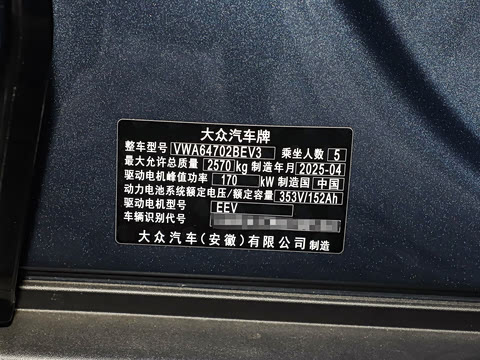 大众汽车牌
整车型号 VWA64702BEV3 乘坐人数 5
最大允许总质量 2570 kg 制造年月 2025-04
驱动电机峰值功率 170 kW 制造国 中国
动力电池系统额定电压/额定容量 353V/152Ah
驱动电机型号 EEV
车辆识别代号
大众汽车(安徽)有限公司 制造